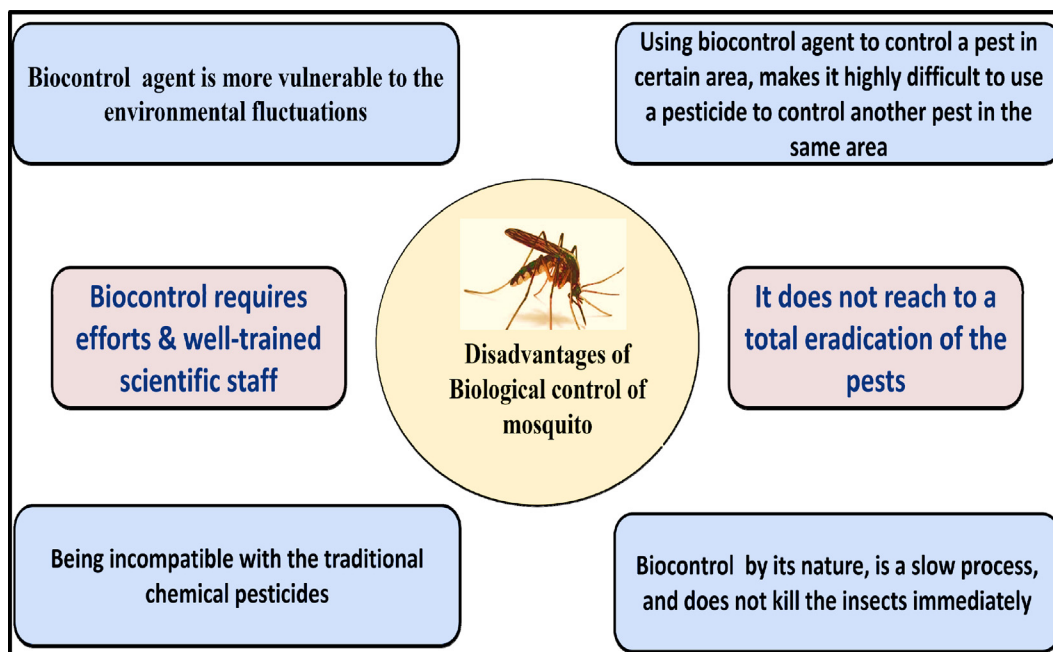 Biocontrol agent is more vulnerable to the
environmental fluctuations
Using biocontrol agent to control a pest in
certain area, makes it highly difficult to use
a pesticide to control another pest in the
same area
Biocontrol requires
efforts & well-trained
scientific staff
Disadvantages of
Biological control of
mosquito
It does not reach to a
total eradication of the
pests
Being incompatible with the traditional
chemical pesticides
Biocontrol by its nature, is a slow process,
and does not kill the insects immediately